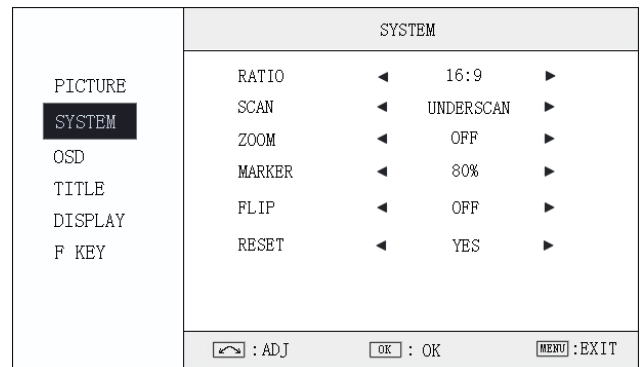 SYSTEM
PICTURE
SYSTEM
OSD
TITLE
DISPLAY
F KEY
RATIO ◀ 16:9 ▶
SCAN ◀ UNDERSCAN ▶
ZOOM ◀ OFF ▶
MARKER ◀ 80% ▶
FLIP ◀ OFF ▶
RESET ◀ YES ▶
: ADJ OK : OK MENU :EXIT